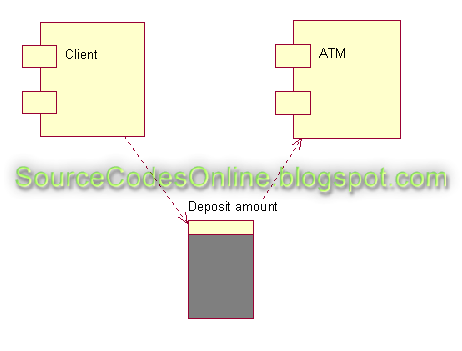 Client
ATM
SourceCodesOnline.blogspot.com
Deposit amount